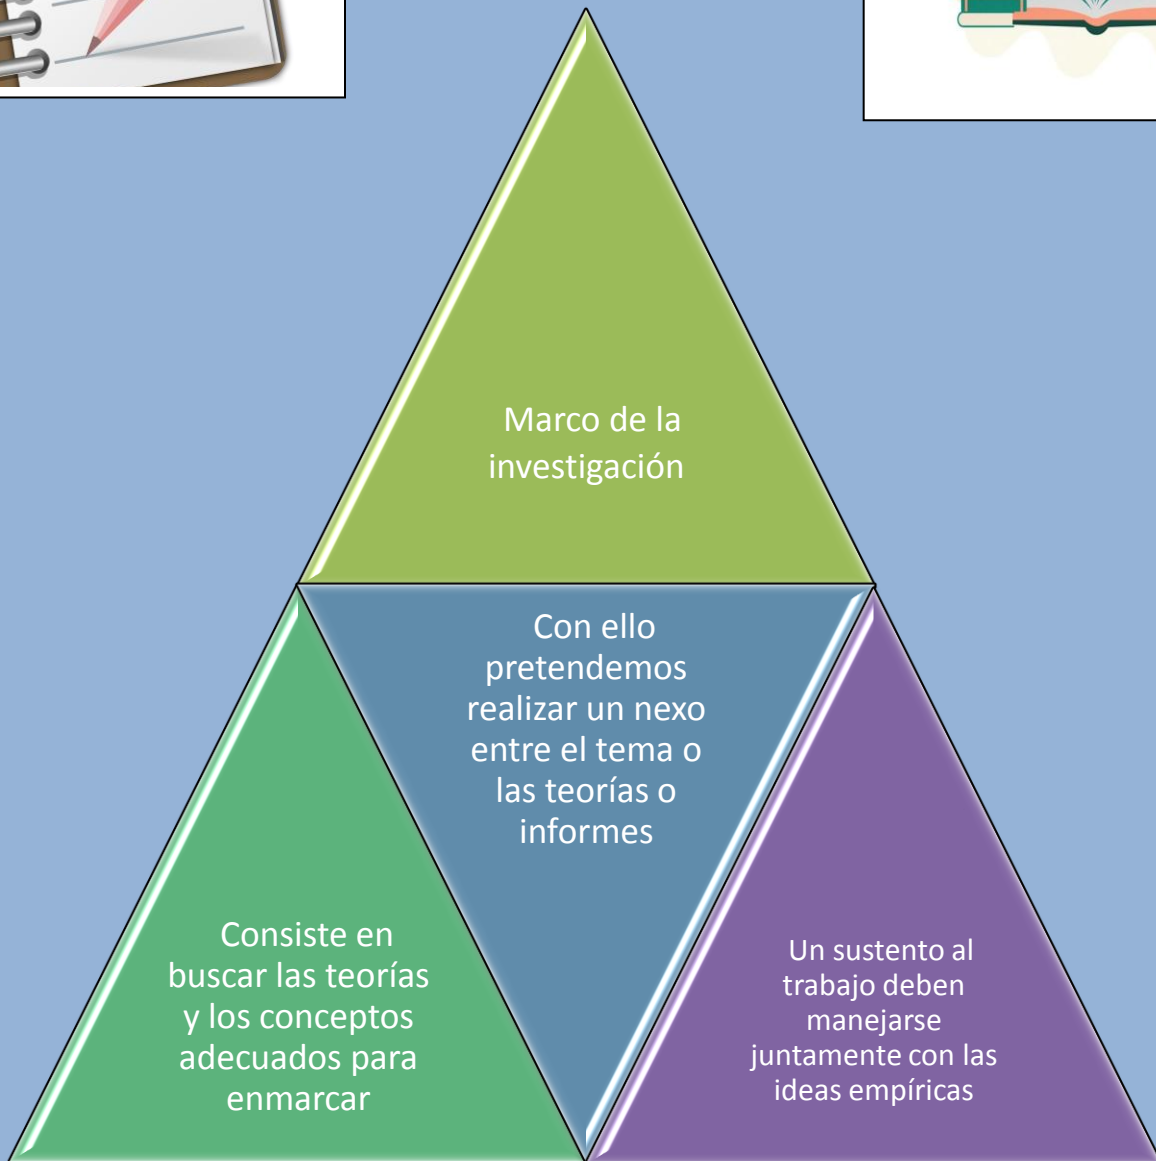 Marco de la
investigación
Con ello
pretendemos
realizar un nexo
entre el tema o
las teorías o
informes
Consiste en
buscar las teorías
y los conceptos
adecuados para
enmarcar
Un sustento al
trabajo deben
manejarse
juntamente con las
ideas empíricas